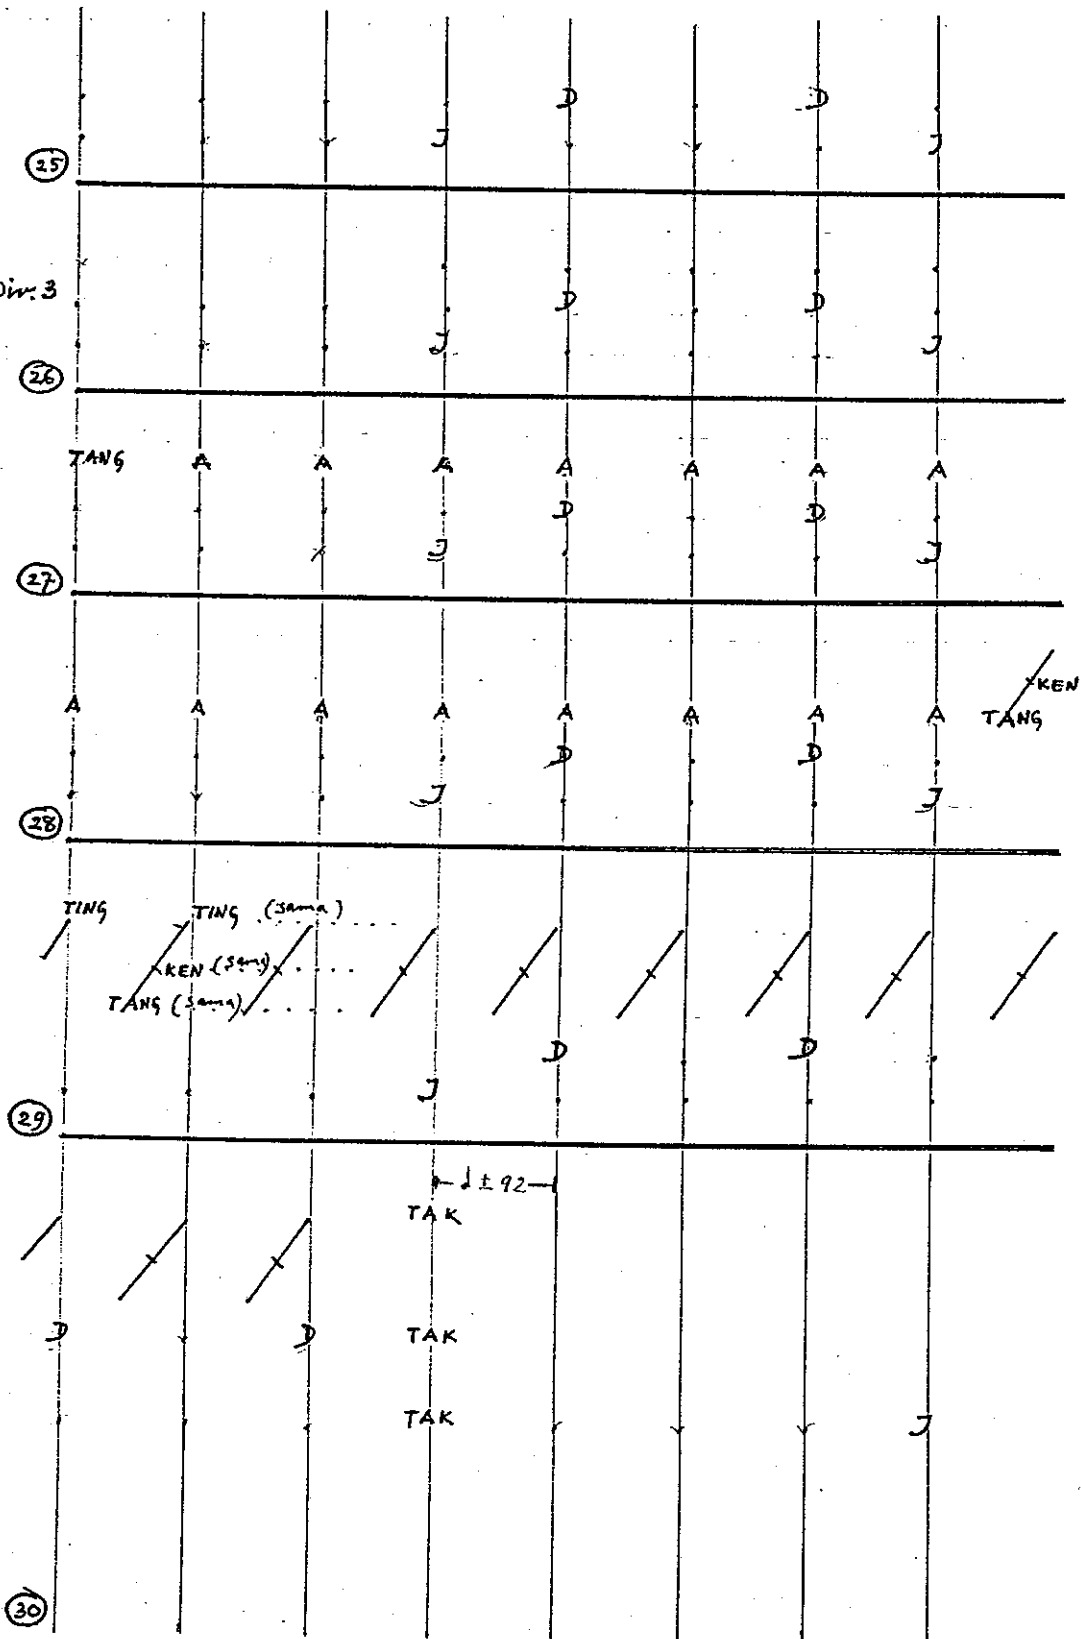 D D
J J
25
Div. 3
D D
J J
26
TANG A A A A A A A
D D
J J
27
KEN
A A A A A A A A TANG
D D
J J
28
TING TING (sama) . . . . . . .
KEN (sama) . . . .
TANG (sama) . . . . .
D D
J
29
d ± 92
TAK
D D TAK
TAK J
30